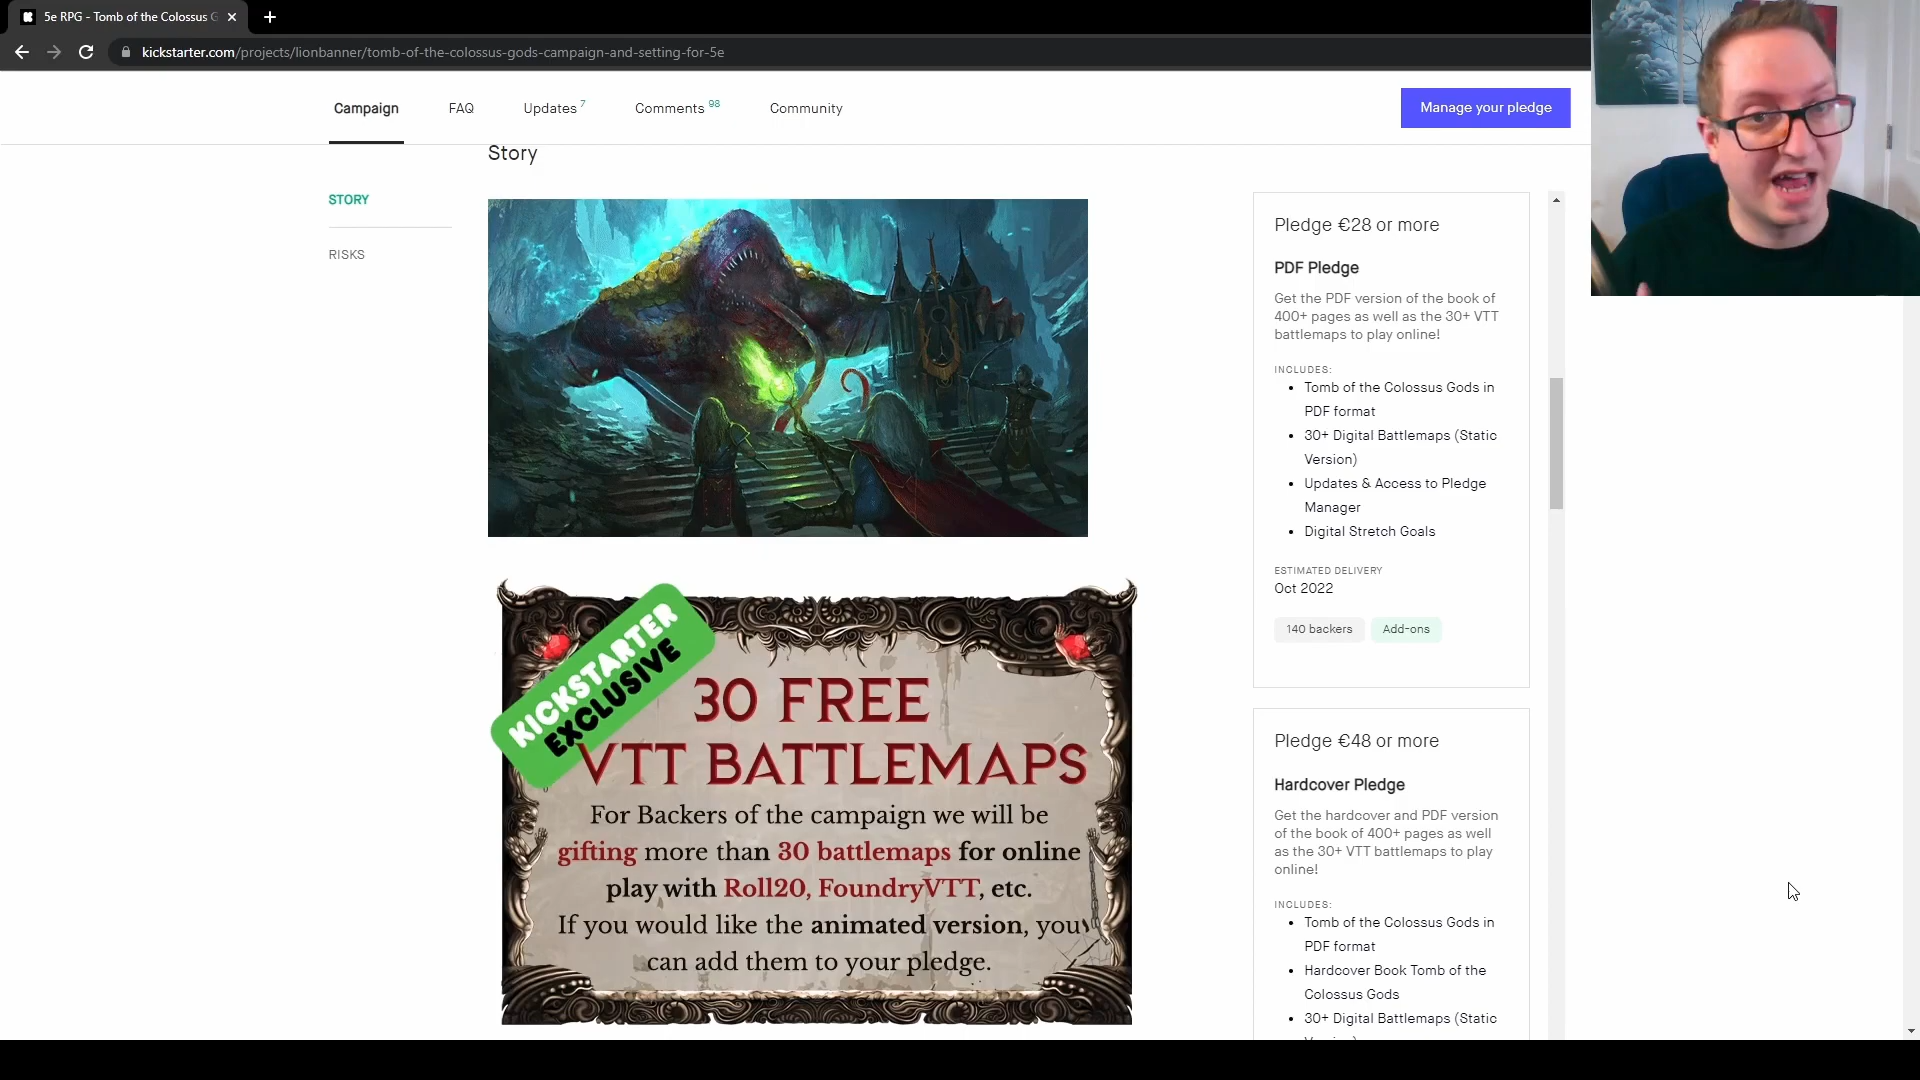 5e RPG - Tomb of the Colossus G
kickstarter.com/projects/lionbanner/tomb-of-the-colossus-gods-campaign-and-setting-for-5e
Campaign
FAQ
Updates 7
Comments 98
Community
Manage your pledge
Story
STORY
RISKS
KICKSTARTER
EXCLUSIVE
30 FREE
VTT BATTLEMAPS
For Backers of the campaign we will be
gifting more than 30 battlemaps for online
play with Roll20, FoundryVTT, etc.
If you would like the animated version, you
can add them to your pledge.
Pledge €28 or more
PDF Pledge
Get the PDF version of the book of
400+ pages as well as the 30+ VTT
battlemaps to play online!
INCLUDES:
Tomb of the Colossus Gods in
PDF format
30+ Digital Battlemaps (Static
Version)
Updates & Access to Pledge
Manager
Digital Stretch Goals
ESTIMATED DELIVERY
Oct 2022
140 backers
Add-ons
Pledge €48 or more
Hardcover Pledge
Get the hardcover and PDF version
of the book of 400+ pages as well
as the 30+ VTT battlemaps to play
online!
INCLUDES:
Tomb of the Colossus Gods in
PDF format
Hardcover Book Tomb of the
Colossus Gods
30+ Digital Battlemaps (Static